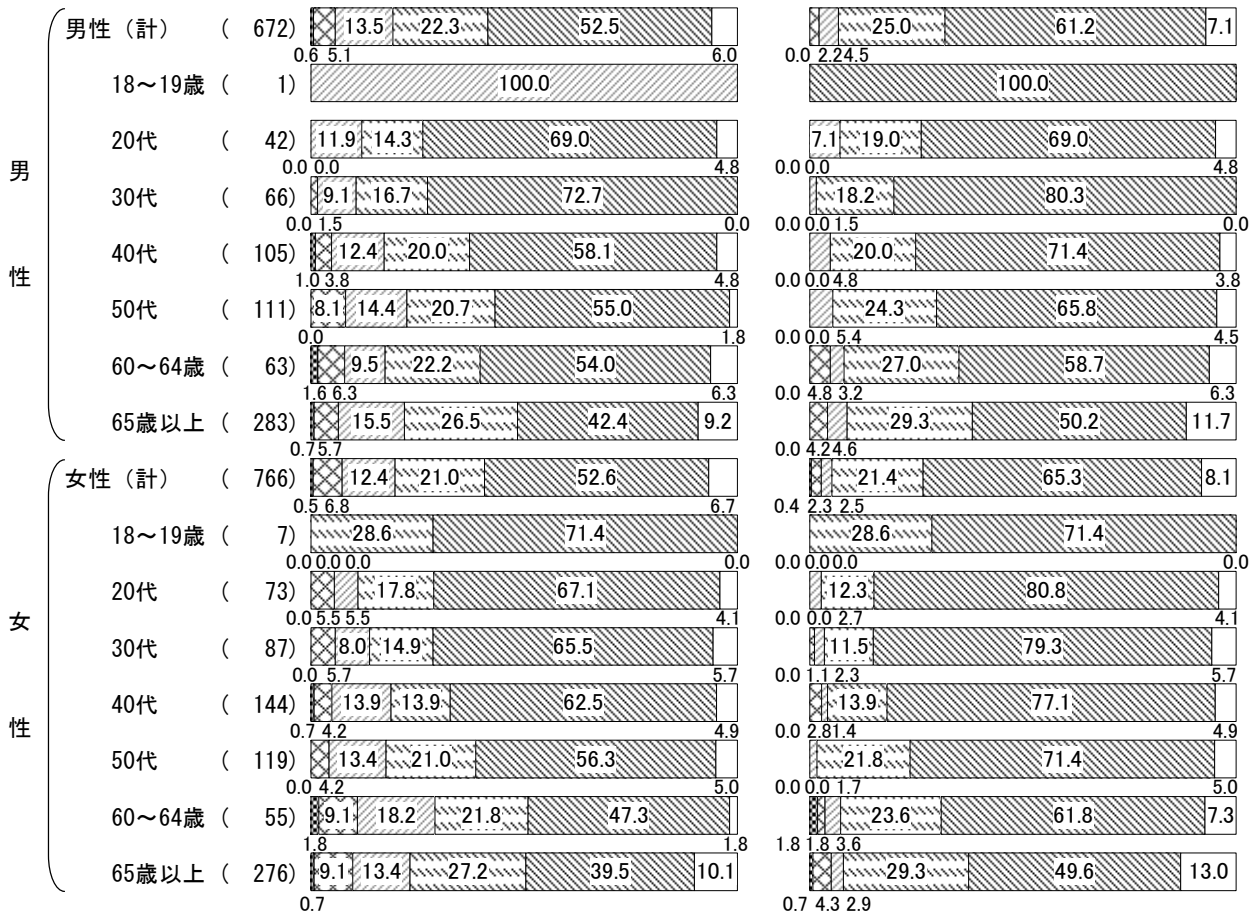 男性（計） ( 672) 13.5 22.3 52.5 25.0 61.2 7.1
0.6 5.1 6.0 0.0 2.2 4.5
18～19歳 ( 1) 100.0 100.0
20代 ( 42) 11.9 14.3 69.0 7.1 19.0 69.0
0.0 0.0 4.8 0.0 0.0 4.8
男
30代 ( 66) 9.1 16.7 72.7 18.2 80.3
0.0 1.5 0.0 0.0 0.0 1.5 0.0
40代 ( 105) 12.4 20.0 58.1 20.0 71.4
性
1.0 3.8 4.8 0.0 0.0 4.8 3.8
50代 ( 111) 8.1 14.4 20.7 55.0 24.3 65.8
0.0 1.8 0.0 0.0 5.4 4.5
60～64歳 ( 63) 9.5 22.2 54.0 27.0 58.7
1.6 6.3 6.3 0.0 4.8 3.2 6.3
65歳以上 ( 283) 15.5 26.5 42.4 9.2 29.3 50.2 11.7
0.7 5.7 0.0 4.2 4.6
女性（計） ( 766) 12.4 21.0 52.6 21.4 65.3 8.1
0.5 6.8 6.7 0.4 2.3 2.5
18～19歳 ( 7) 28.6 71.4 28.6 71.4
0.0 0.0 0.0 0.0 0.0 0.0 0.0 0.0
20代 ( 73) 17.8 67.1 12.3 80.8
0.0 5.5 5.5 4.1 0.0 0.0 2.7 4.1
女
30代 ( 87) 8.0 14.9 65.5 11.5 79.3
0.0 5.7 5.7 0.0 1.1 2.3 5.7
40代 ( 144) 13.9 13.9 62.5 13.9 77.1
性
0.7 4.2 4.9 0.0 2.8 1.4 4.9
50代 ( 119) 13.4 21.0 56.3 21.8 71.4
0.0 4.2 5.0 0.0 0.0 1.7 5.0
60～64歳 ( 55) 9.1 18.2 21.8 47.3 23.6 61.8 7.3
1.8 1.8 1.8 1.8 3.6
65歳以上 ( 276) 9.1 13.4 27.2 39.5 10.1 29.3 49.6 13.0
0.7 0.7 4.3 2.9